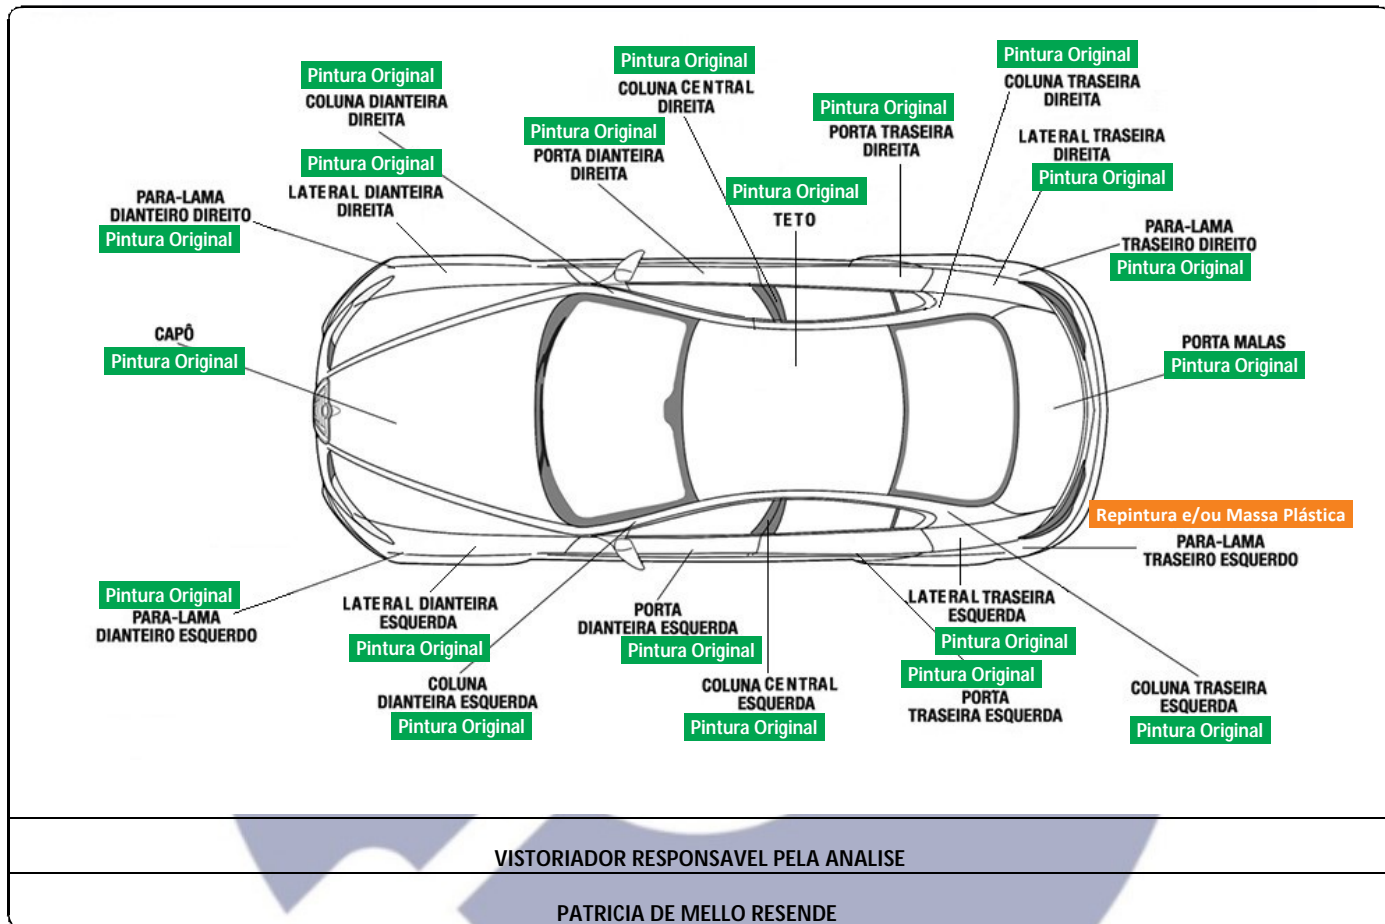 Pintura Original
COLUNA DIANTEIRA
DIREITA
Pintura Original
COLUNA CENTRAL
DIREITA
Pintura Original
COLUNA TRASEIRA
DIREITA
Pintura Original
PORTA DIANTEIRA
DIREITA
Pintura Original
PORTA TRASEIRA
DIREITA
LATERAL TRASEIRA
DIREITA
Pintura Original
Pintura Original
LATERAL DIANTEIRA
DIREITA
Pintura Original
TETO
PARA-LAMA
DIANTEIRO DIREITO
Pintura Original
PARA-LAMA
TRASEIRO DIREITO
Pintura Original
CAPÔ
Pintura Original
PORTA MALAS
Pintura Original
Repintura e/ou Massa Plástica
PARA-LAMA
TRASEIRO ESQUERDO
Pintura Original
PARA-LAMA
DIANTEIRO ESQUERDO
LATERAL DIANTEIRA
ESQUERDA
Pintura Original
PORTA
DIANTEIRA ESQUERDA
Pintura Original
LATERAL TRASEIRA
ESQUERDA
Pintura Original
COLUNA
DIANTEIRA ESQUERDA
Pintura Original
COLUNA CENTRAL
ESQUERDA
Pintura Original
Pintura Original
PORTA
TRASEIRA ESQUERDA
COLUNA TRASEIRA
ESQUERDA
Pintura Original
VISTORIADOR RESPONSAVEL PELA ANALISE
PATRICIA DE MELLO RESENDE